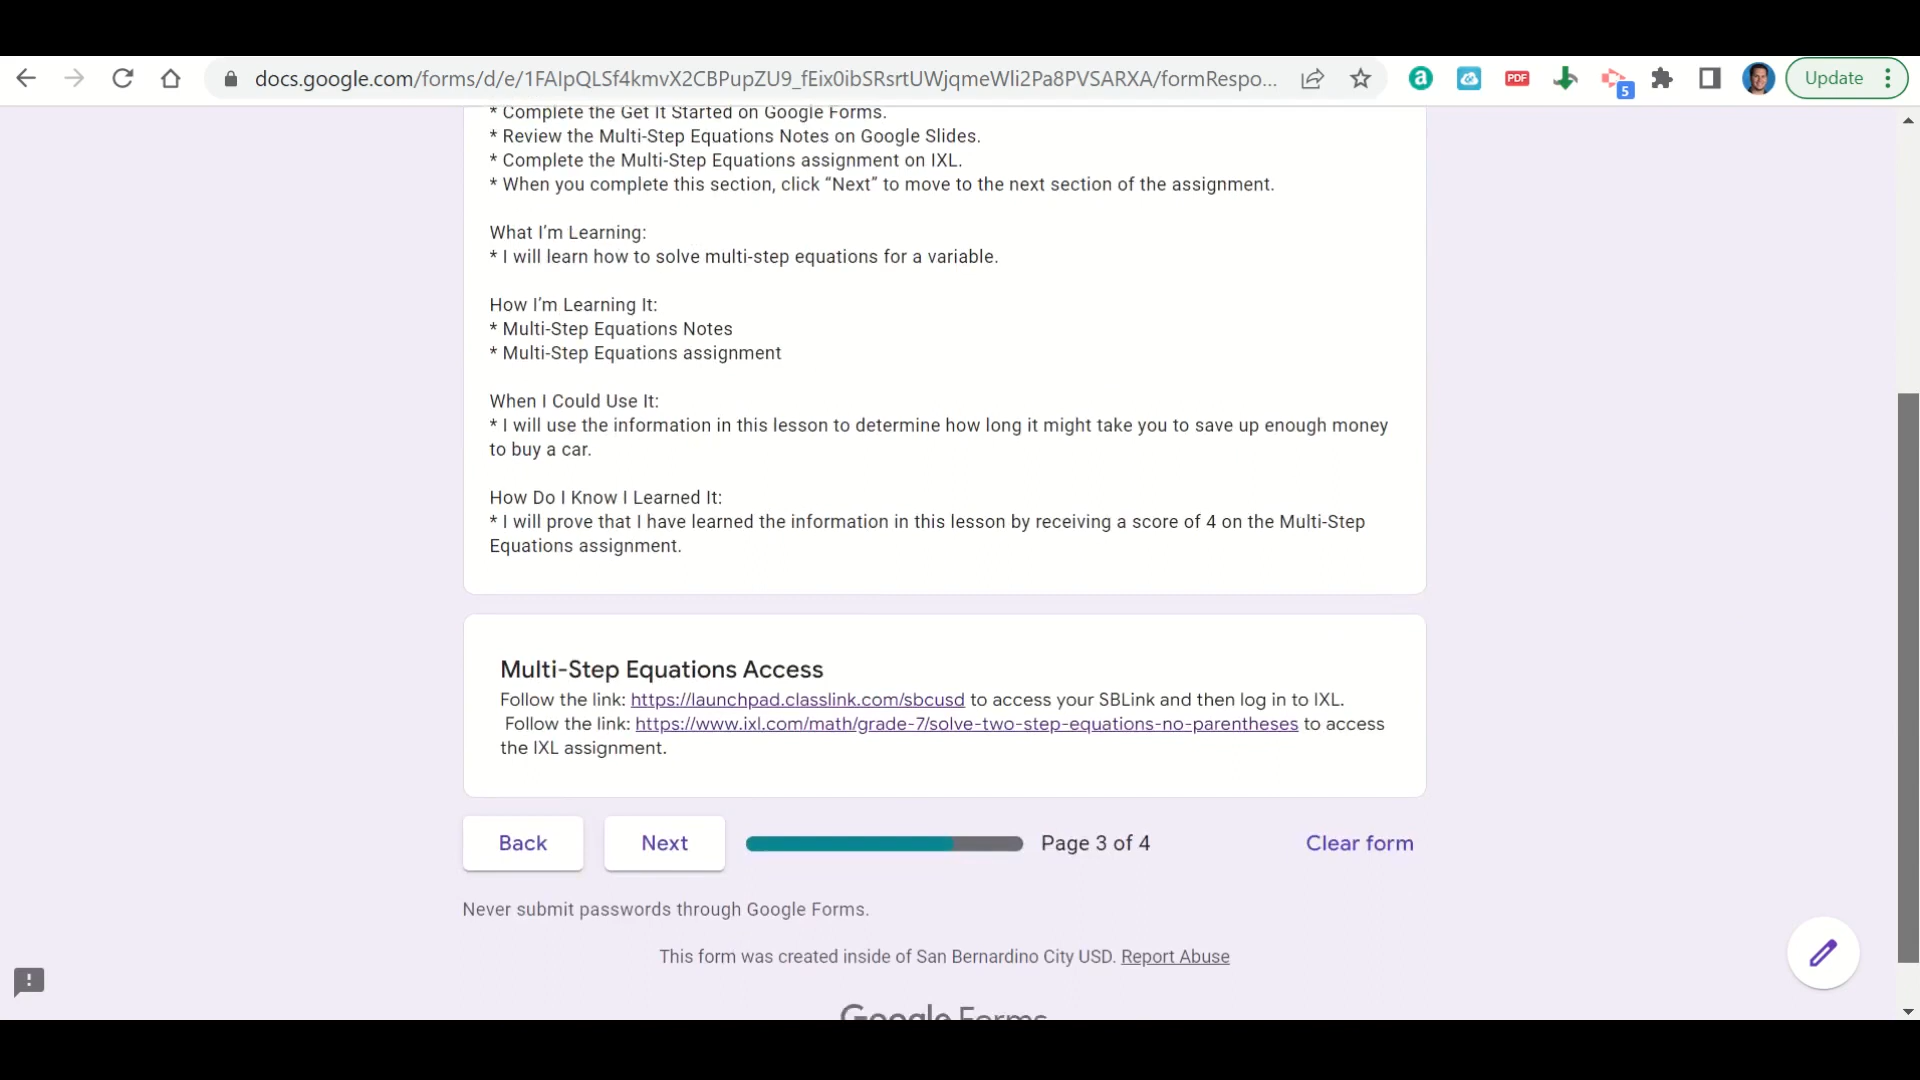 docs.google.com/forms/d/e/1FAIpQLSf4kmvX2CBPupZU9_fEix0ibSRsrtUWjqmeWli2Pa8PVSARXA/formRespo...
PDF
5
Update
* Complete the Get It Started on Google Forms.
* Review the Multi-Step Equations Notes on Google Slides.
* Complete the Multi-Step Equations assignment on IXL.
* When you complete this section, click “Next” to move to the next section of the assignment.
What I’m Learning:
* I will learn how to solve multi-step equations for a variable.
How I’m Learning It:
* Multi-Step Equations Notes
* Multi-Step Equations assignment
When I Could Use It:
* I will use the information in this lesson to determine how long it might take you to save up enough money
to buy a car.
How Do I Know I Learned It:
* I will prove that I have learned the information in this lesson by receiving a score of 4 on the Multi-Step
Equations assignment.
Multi-Step Equations Access
Follow the link: https://launchpad.classlink.com/sbcusd to access your SBLink and then log in to IXL.
Follow the link: https://www.ixl.com/math/grade-7/solve-two-step-equations-no-parentheses to access
the IXL assignment.
Back
Next
Page 3 of 4
Clear form
Never submit passwords through Google Forms.
This form was created inside of San Bernardino City USD. Report Abuse
Google Forms